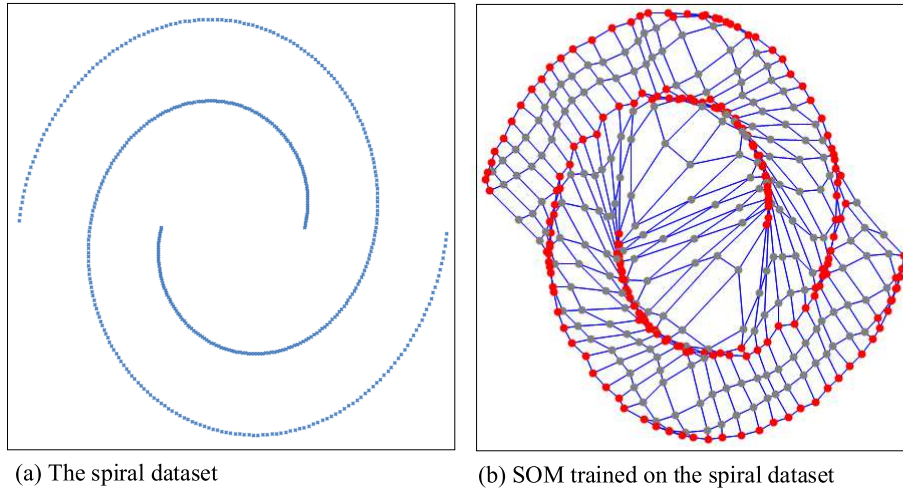 (a) The spiral dataset
(b) SOM trained on the spiral dataset